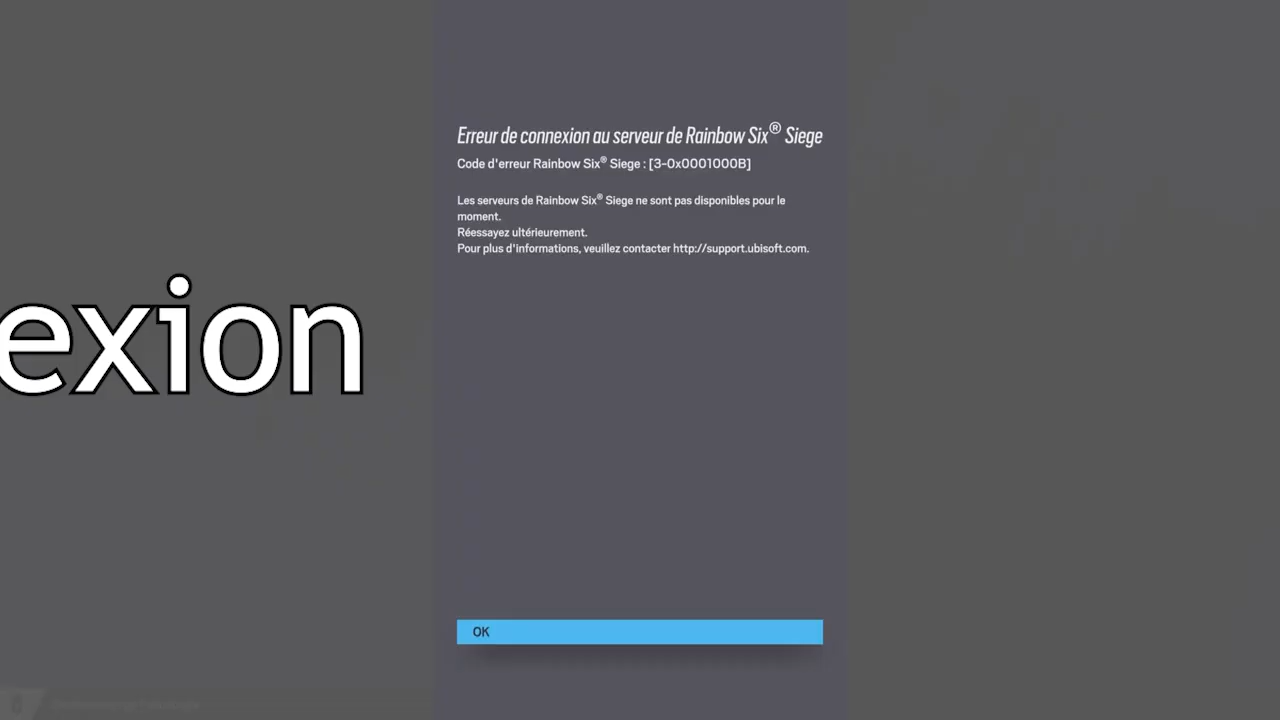 Erreur de connexion au serveur de Rainbow Six® Siege
Code d'erreur Rainbow Six® Siege : [3-0x0001000B]
Les serveurs de Rainbow Six® Siege ne sont pas disponibles pour le
moment.
Réessayez ultérieurement.
Pour plus d'informations, veuillez contacter http://support.ubisoft.com.
exion
OK